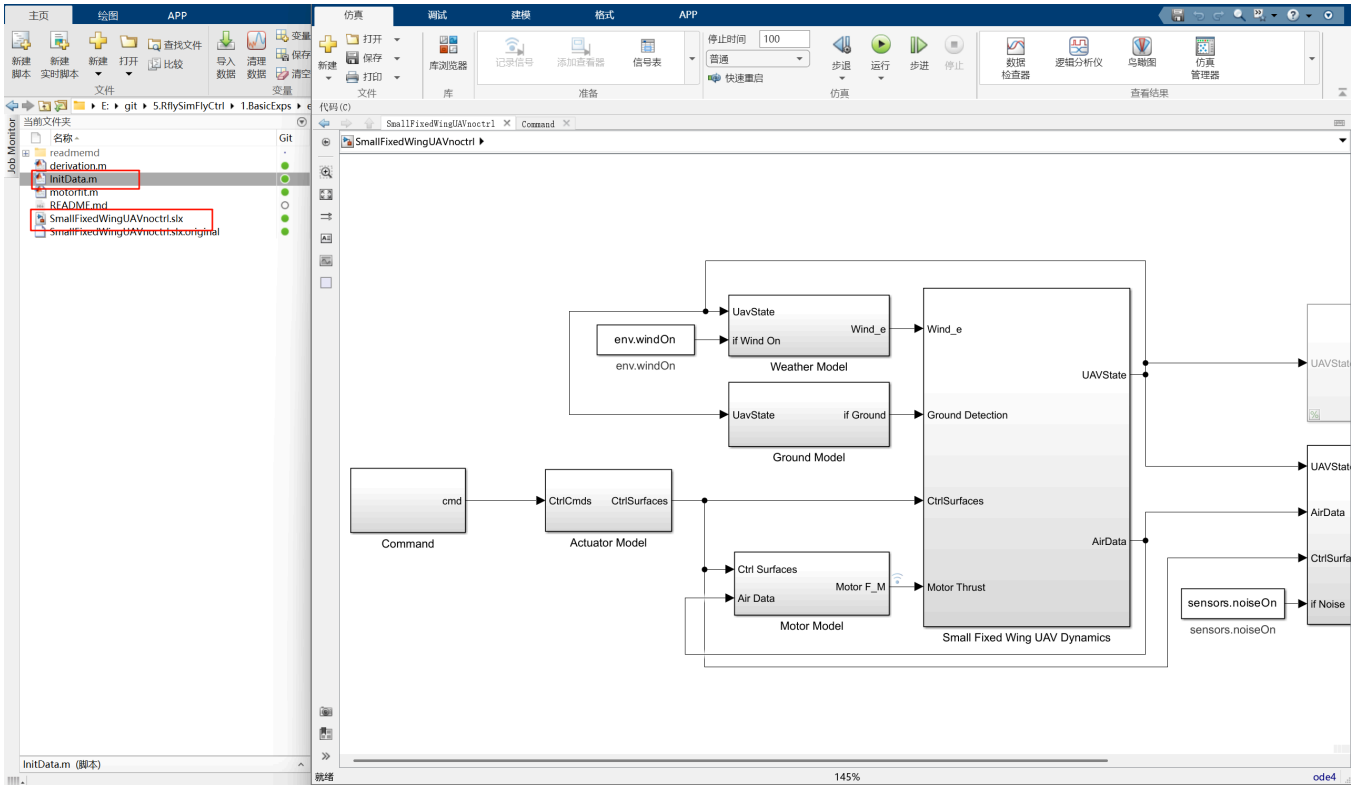 主页 绘图 APP
新建 脚本 新建 实时脚本 新建 打开 查找文件 比较
导入 数据 清理 数据 变量 保存 清空
文件 变量
E: git 5.RflySimFlyCtrl 1.BasicExps e
Job Monitor
当前文件夹
名称 Git
readmemd
derivation.m
InitData.m
motorfit.m
README.md
SmallFixedWingUAVnoctrl.slx
SmallFixedWingUAVnoctrl.slx.original
InitData.m (脚本)
仿真 调试 建模 格式 APP
新建 打开 保存 打印
库浏览器
记录信号 添加查看器 信号表
停止时间 100
普通
快速重启
步退 运行 步进 停止
数据 检查器 逻辑分析仪 鸟瞰图 仿真 管理器
文件 库 准备 仿真 查看结果
代码(C)
SmallFixedWingUAVnoctrl Command
SmallFixedWingUAVnoctrl
env.windOn
env.windOn
UavState
if Wind On
Wind_e
Weather Model
UavState
if Ground
Ground Model
cmd
Command
CtrlCmds CtrlSurfaces
Actuator Model
Ctrl Surfaces
Air Data
Motor F_M
Motor Model
Wind_e
UAVState
Ground Detection
CtrlSurfaces
AirData
Motor Thrust
Small Fixed Wing UAV Dynamics
UAVStat
UAVStat
AirData
CtrlSurfa
if Noise
sensors.noiseOn
sensors.noiseOn
就绪 145% ode4